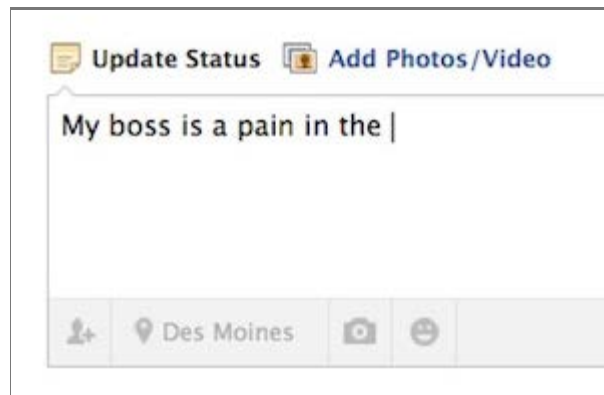 Update Status Add Photos/Video
My boss is a pain in the
Des Moines